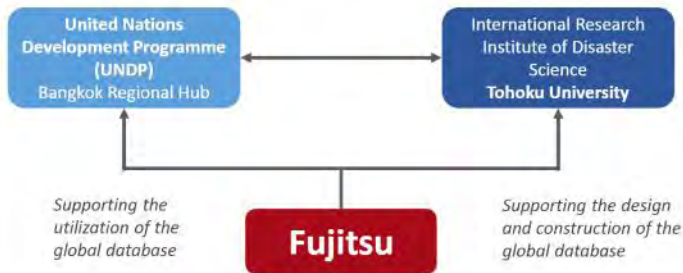 United Nations
Development Programme
(UNDP)
Bangkok Regional Hub
International Research
Institute of Disaster
Science
Tohoku University
Supporting the
utilization of the
global database
Fujitsu
Supporting the design
and construction of the
global database